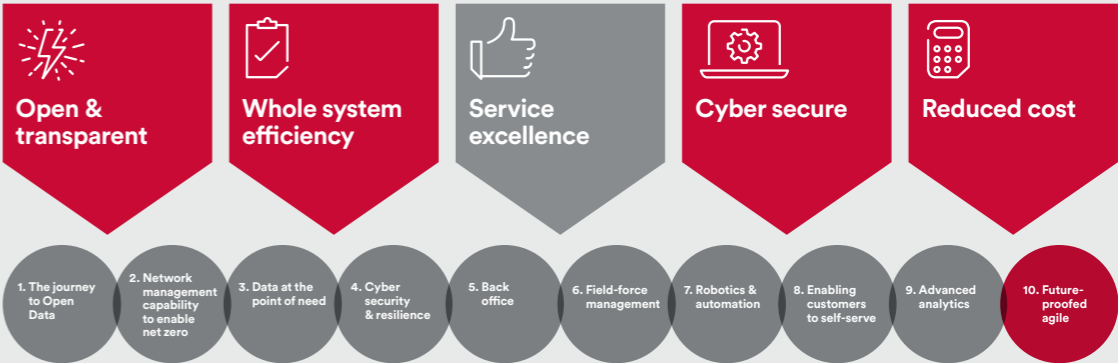 Open &
transparent
Whole system
efficiency
Service
excellence
Cyber secure
Reduced cost
1. The journey
to Open
Data
2. Network
management
capability
to enable
net zero
3. Data at the
point of need
4. Cyber
security
& resilience
5. Back
office
6. Field-force
management
7. Robotics &
automation
8. Enabling
customers
to self-serve
9. Advanced
analytics
10. Future-
proofed
agile